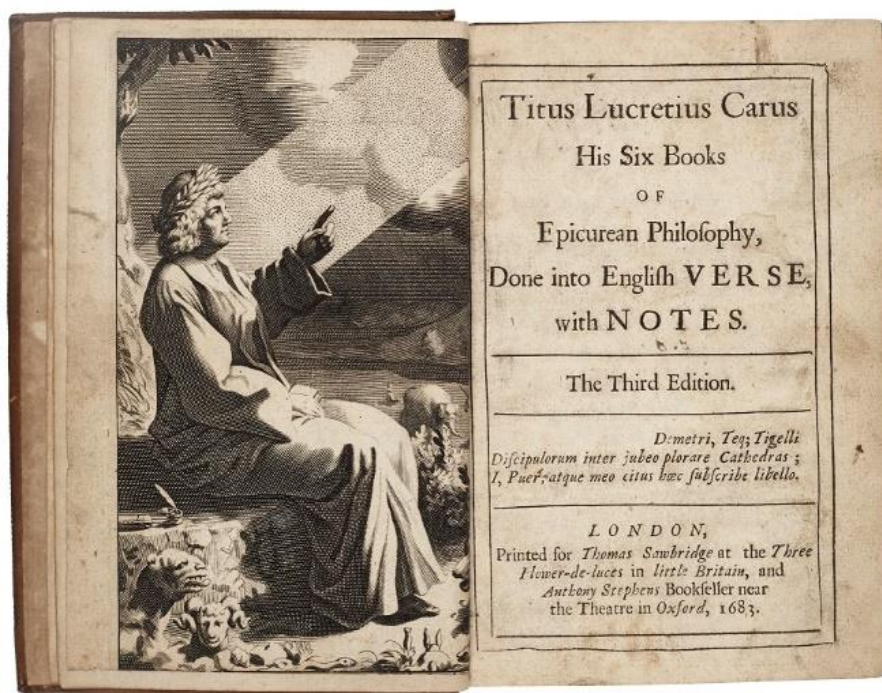 Titus Lucretius Carus
His Six Books
OF
Epicurean Philoſophy,
Done into Engliſh VERSE,
with NOTES.
The Third Edition.
Demetri, Teq; Tigelli
Diſcipulorum inter jubeo plorare Cathedras ;
I, Puer, atque meo citus hæc ſubſcribe libello.
LONDON,
Printed for Thomas Sawbridge at the Three
Flower-de-luces in little Britain, and
Anthony Stephens Bookſeller near
the Theatre in Oxford, 1683.